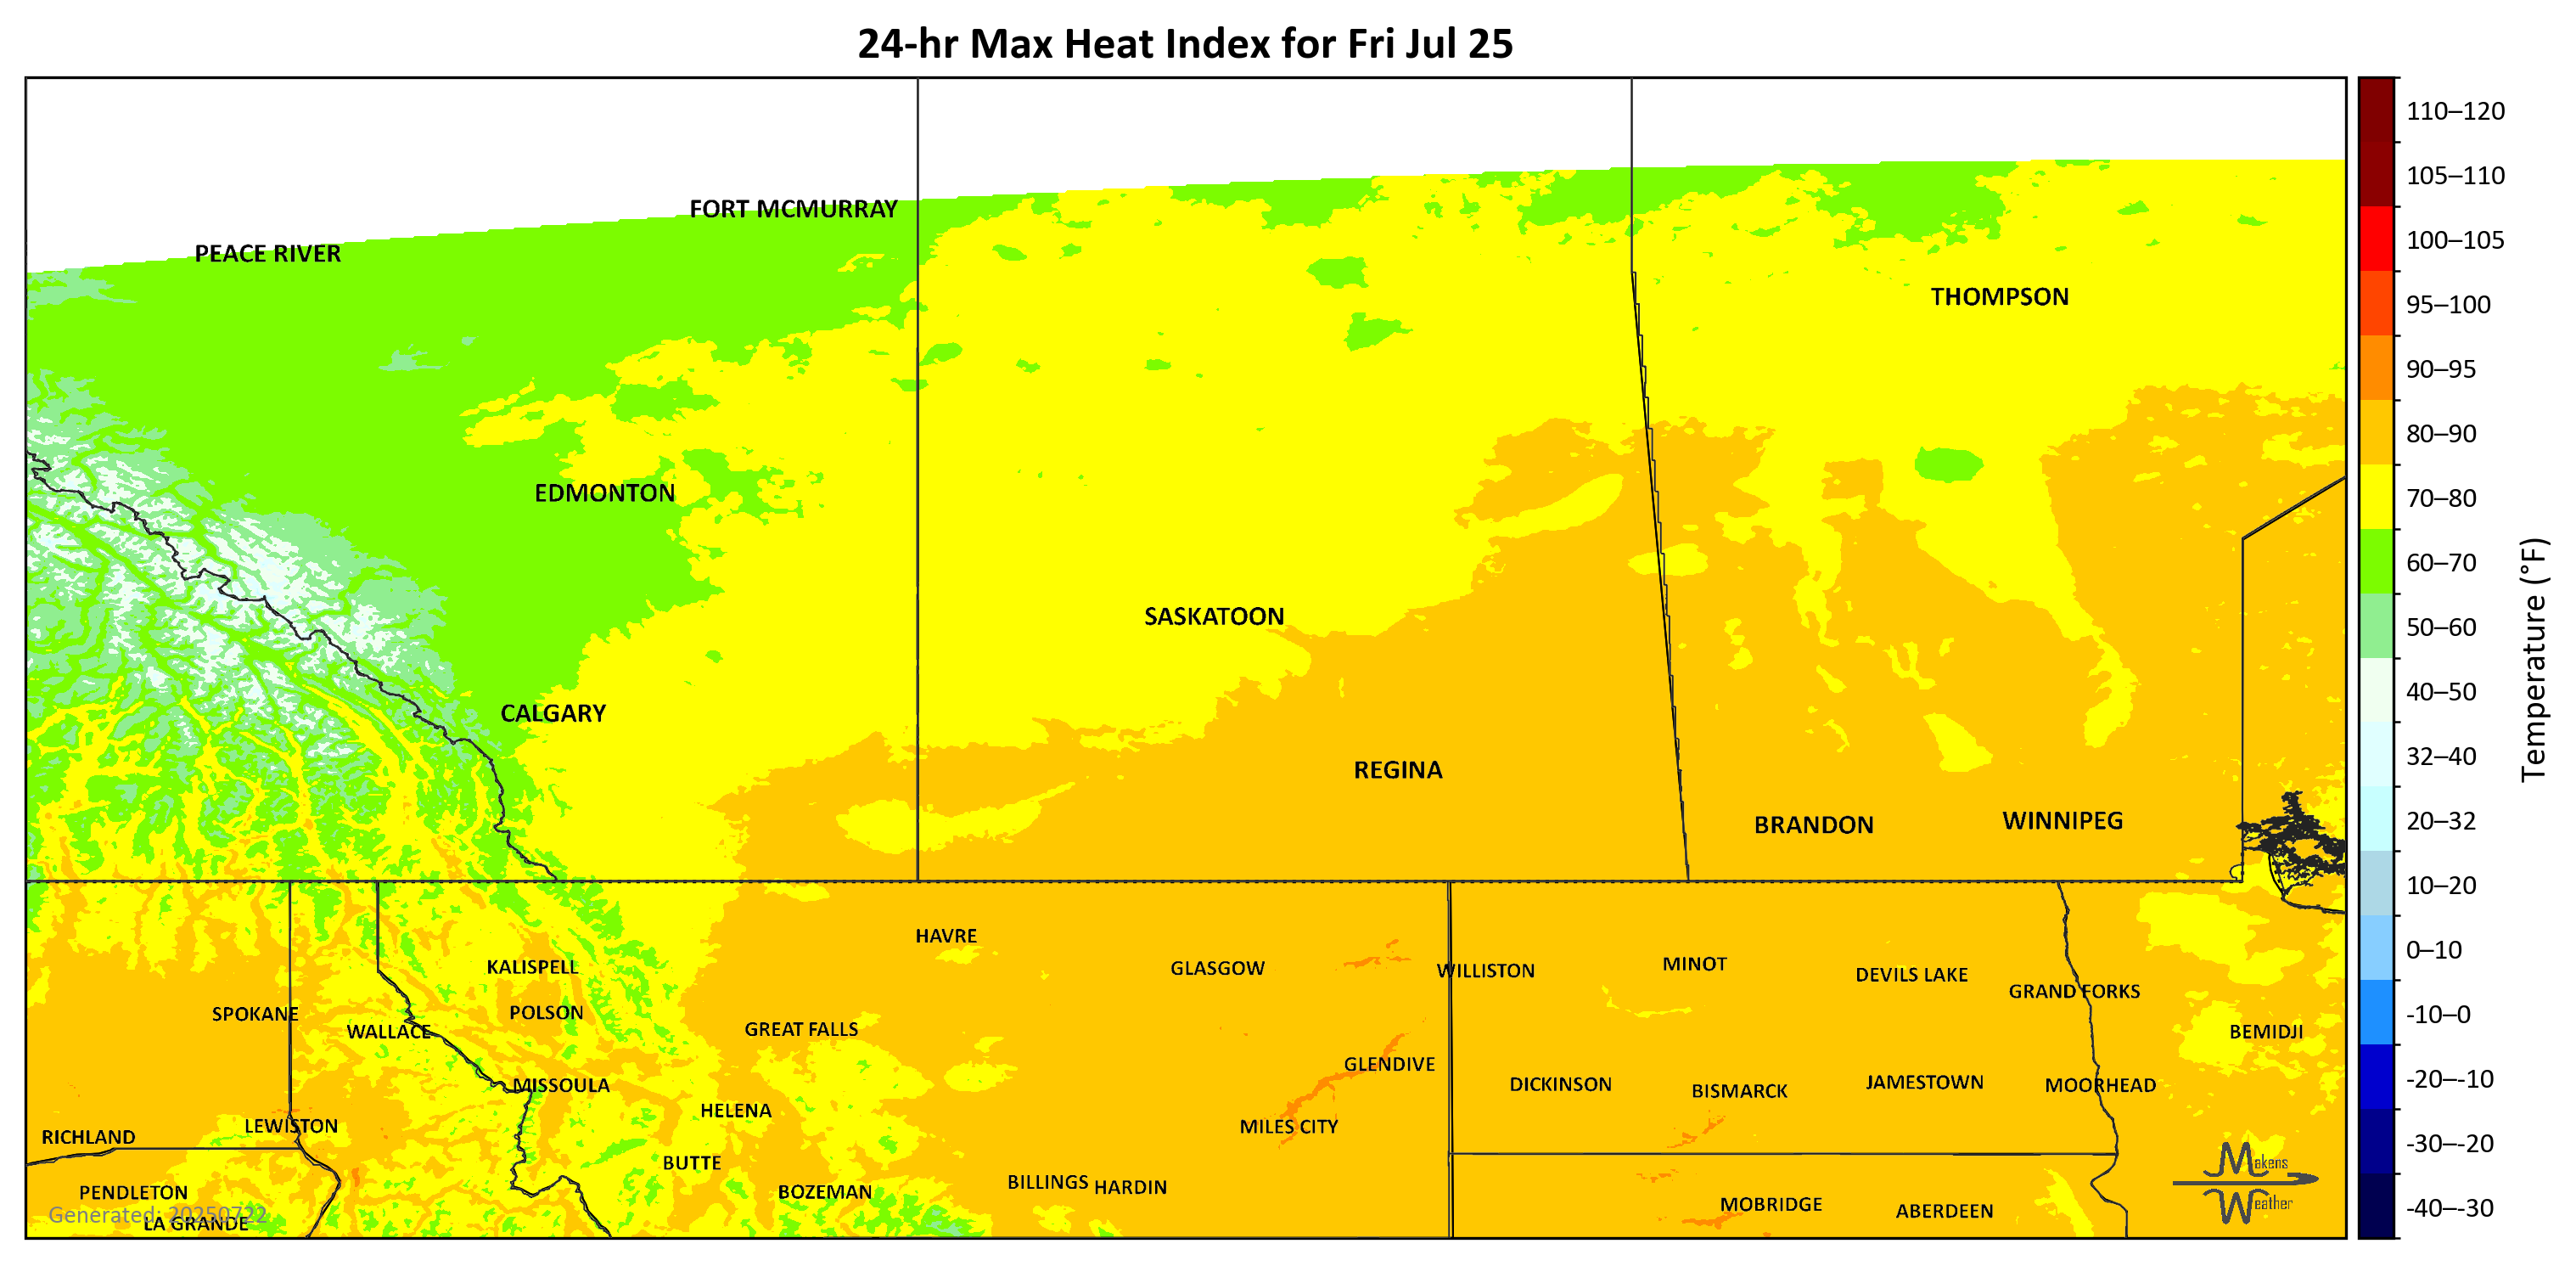 24-hr Max Heat Index for Fri Jul 25
110–120
105–110
FORT MCMURRAY
100–105
PEACE RIVER
THOMPSON
95–100
90–95
80–90
EDMONTON
70–80
60–70
SASKATOON
50–60
Temperature (°F)
40–50
CALGARY
32–40
REGINA
20–32
BRANDON
WINNIPEG
10–20
HAVRE
0–10
KALISPELL
GLASGOW
WILLISTON
MINOT
DEVILS LAKE
GRAND FORKS
SPOKANE
POLSON
-10–0
WALLACE
GREAT FALLS
BEMIDJI
GLENDIVE
MISSOULA
DICKINSON
BISMARCK
JAMESTOWN
MOORHEAD
-20–-10
HELENA
LEWISTON
MILES CITY
RICHLAND
-30–-20
BUTTE
Makens
Weather
BILLINGS
HARDIN
PENDLETON
BOZEMAN
MOBRIDGE
ABERDEEN
-40–-30
Generated: 20250722
LA GRANDE